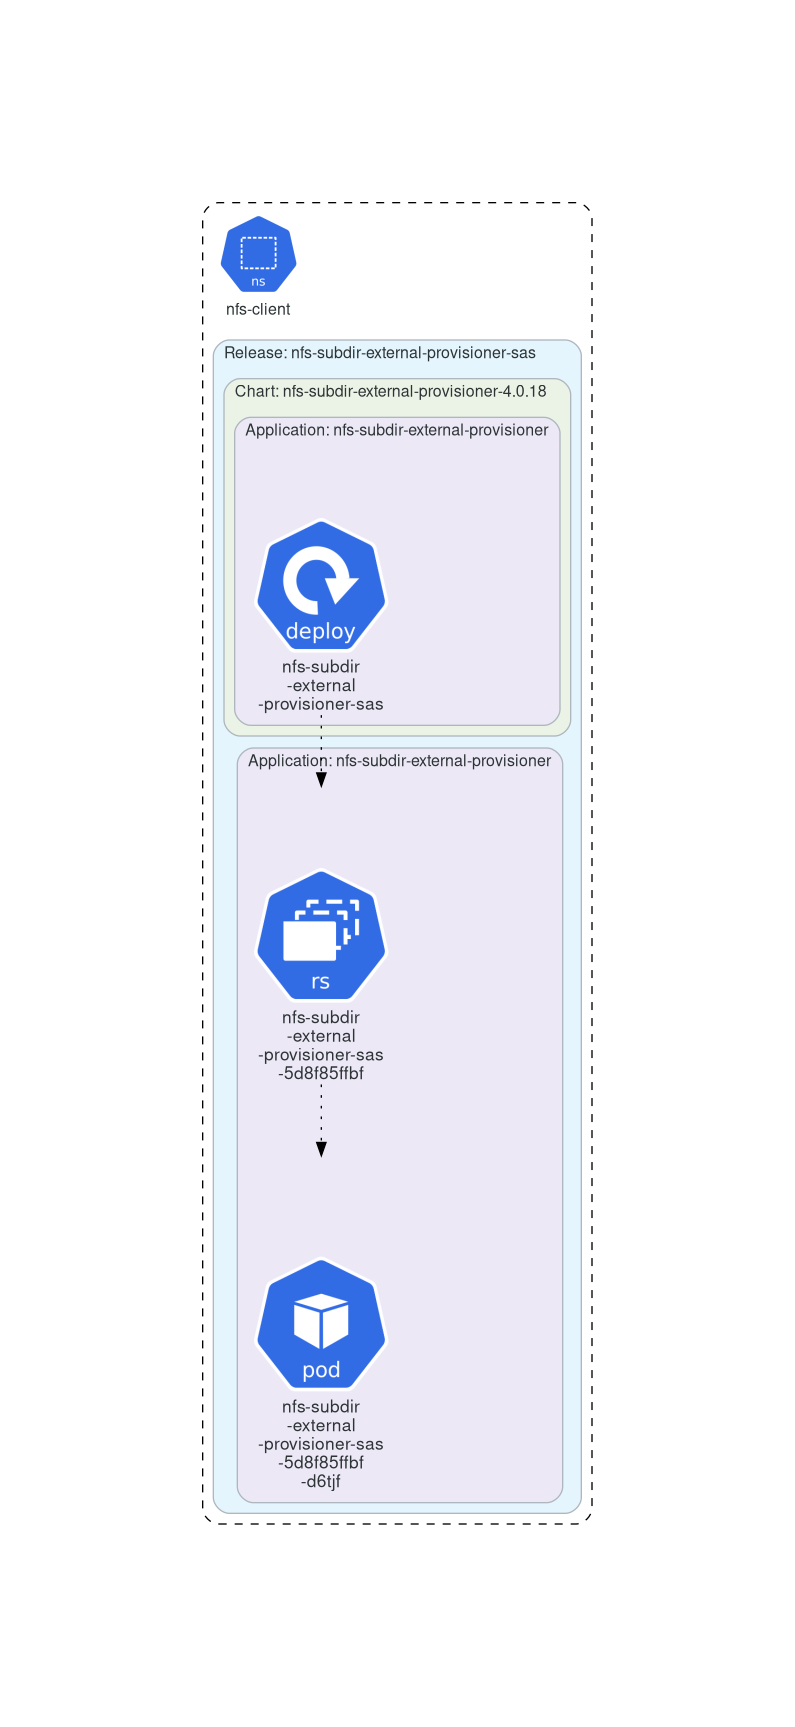 ns
nfs-client
Release: nfs-subdir-external-provisioner-sas
Chart: nfs-subdir-external-provisioner-4.0.18
Application: nfs-subdir-external-provisioner
deploy
nfs-subdir
-external
-provisioner-sas
Application: nfs-subdir-external-provisioner
rs
nfs-subdir
-external
-provisioner-sas
-5d8f85ffbf
pod
nfs-subdir
-external
-provisioner-sas
-5d8f85ffbf
-d6tjf